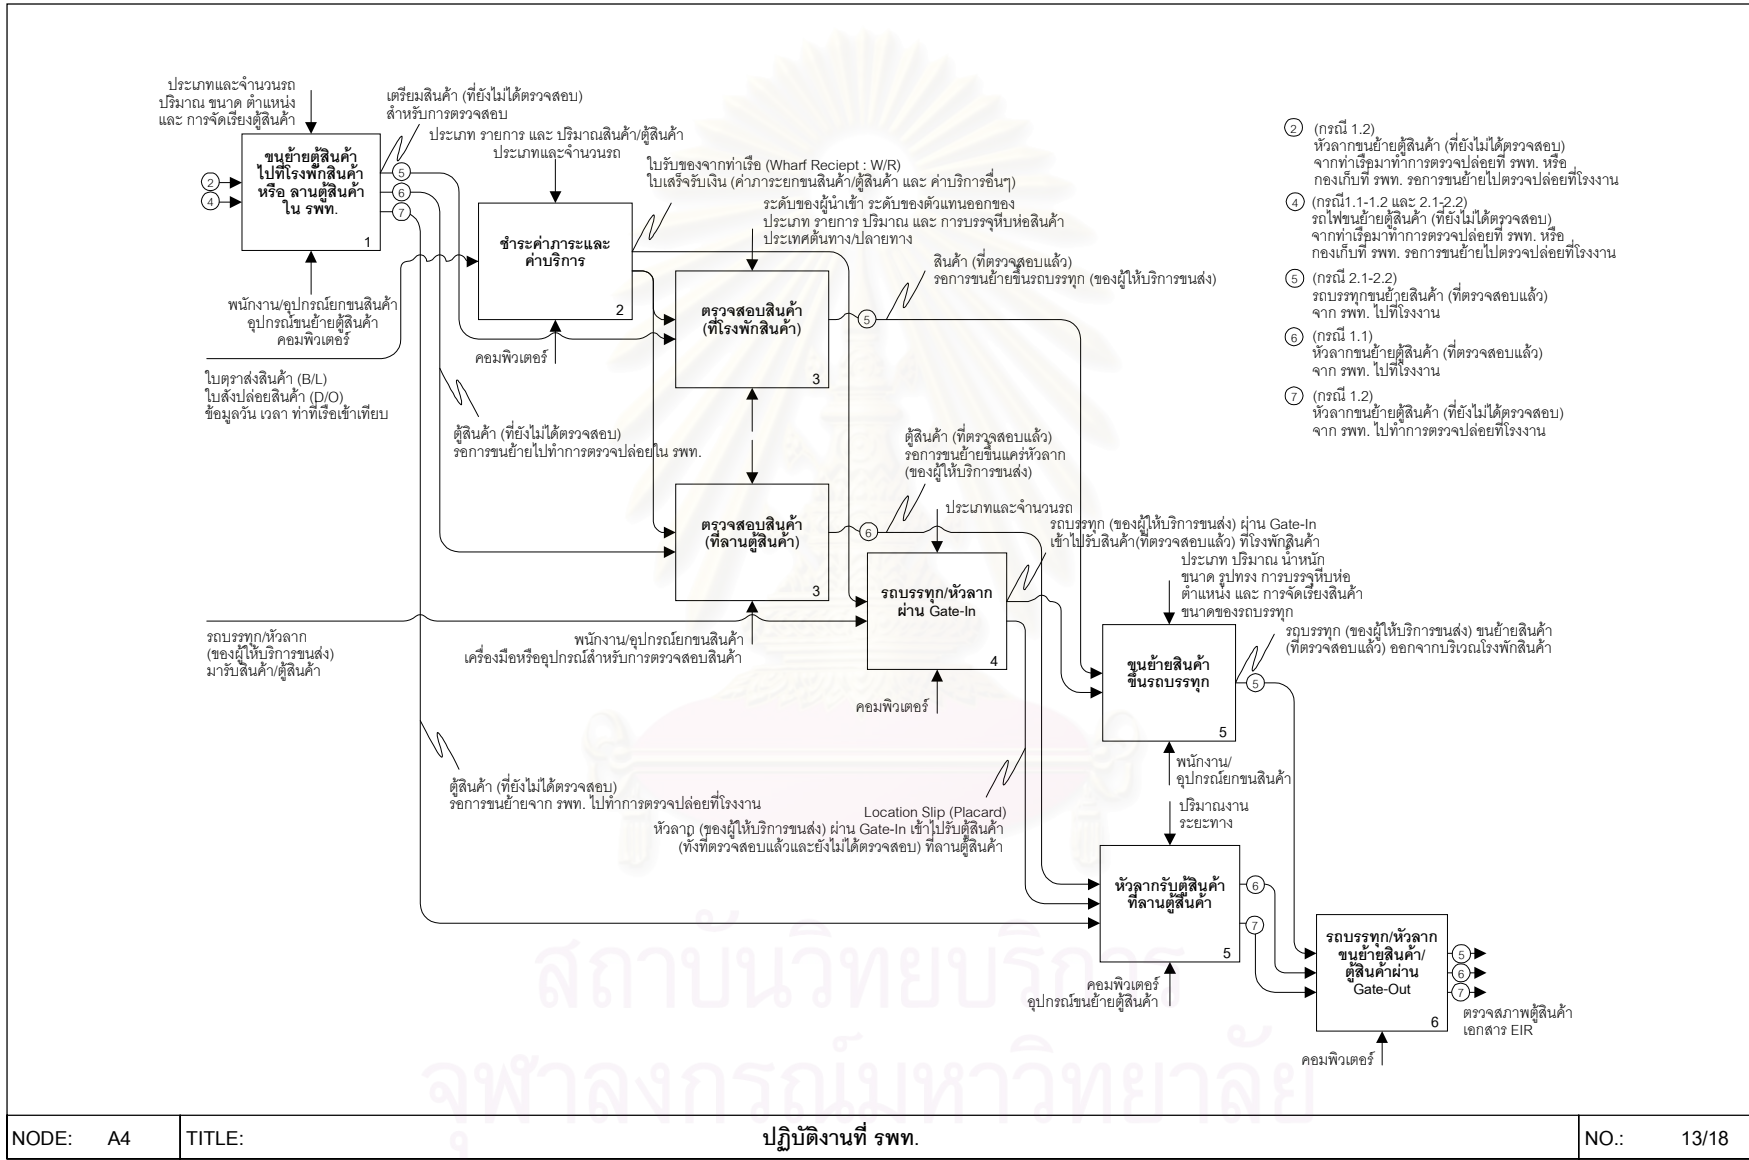 ประเภทและจำนวนรถ
ปริมาณ ขนาด ตำแหน่ง
และ การจัดเรียงตู้สินค้า
เตรียมสินค้า (ที่ยังไม่ได้ตรวจสอบ)
สำหรับการตรวจสอบ
ขนย้ายตู้สินค้า
ไปที่โรงพักสินค้า
หรือ ลานตู้สินค้า
ใน รพท.
1
2
4
5
6
7
พนักงาน/อุปกรณ์ยกขนสินค้า
อุปกรณ์ขนย้ายตู้สินค้า
คอมพิวเตอร์
ใบตราส่งสินค้า (B/L)
ใบสั่งปล่อยสินค้า (D/O)
ข้อมูลวัน เวลา ท่าที่เรือเข้าเทียบ
ประเภท รายการ และ ปริมาณสินค้า/ตู้สินค้า
ประเภทและจำนวนรถ
ชำระค่าภาระและ
ค่าบริการ
2
คอมพิวเตอร์
ใบรับของจากท่าเรือ (Wharf Reciept : W/R)
ใบเสร็จรับเงิน (ค่าภาระยกขนสินค้า/ตู้สินค้า และ ค่าบริการอื่นๆ)
ระดับของผู้นำเข้า ระดับของตัวแทนออกของ
ประเภท รายการ ปริมาณ และ การบรรจุหีบห่อสินค้า
ประเทศต้นทาง/ปลายทาง
ตรวจสอบสินค้า
(ที่โรงพักสินค้า)
3
สินค้า (ที่ตรวจสอบแล้ว)
รอการขนย้ายขึ้นรถบรรทุก (ของผู้ให้บริการขนส่ง)
5
ตู้สินค้า (ที่ยังไม่ได้ตรวจสอบ)
รอการขนย้ายไปทำการตรวจปล่อยใน รพท.
ตรวจสอบสินค้า
(ที่ลานตู้สินค้า)
3
ตู้สินค้า (ที่ตรวจสอบแล้ว)
รอการขนย้ายขึ้นแคร่หัวลาก
(ของผู้ให้บริการขนส่ง)
6
พนักงาน/อุปกรณ์ยกขนสินค้า
เครื่องมือหรืออุปกรณ์สำหรับการตรวจสอบสินค้า
รถบรรทุก/หัวลาก
(ของผู้ให้บริการขนส่ง)
มารับสินค้า/ตู้สินค้า
ประเภทและจำนวนรถ
รถบรรทุก/หัวลาก
ผ่าน Gate-In
4
คอมพิวเตอร์
รถบรรทุก (ของผู้ให้บริการขนส่ง) ผ่าน Gate-In
เข้าไปรับสินค้า(ที่ตรวจสอบแล้ว) ที่โรงพักสินค้า
ประเภท ปริมาณ น้ำหนัก
ขนาด รูปทรง การบรรจุหีบห่อ
ตำแหน่ง และ การจัดเรียงสินค้า
ขนาดของรถบรรทุก
ขนย้ายสินค้า
ขึ้นรถบรรทุก
5
รถบรรทุก (ของผู้ให้บริการขนส่ง) ขนย้ายสินค้า
(ที่ตรวจสอบแล้ว) ออกจากบริเวณโรงพักสินค้า
5
พนักงาน/
อุปกรณ์ยกขนสินค้า
ตู้สินค้า (ที่ยังไม่ได้ตรวจสอบ)
รอการขนย้ายจาก รพท. ไปทำการตรวจปล่อยที่โรงงาน
Location Slip (Placard)
หัวลาก (ของผู้ให้บริการขนส่ง) ผ่าน Gate-In เข้าไปรับตู้สินค้า
(ทั้งที่ตรวจสอบแล้วและยังไม่ได้ตรวจสอบ) ที่ลานตู้สินค้า
ปริมาณงาน
ระยะทาง
หัวลากรับตู้สินค้า
ที่ลานตู้สินค้า
5
6
7
คอมพิวเตอร์
อุปกรณ์ขนย้ายตู้สินค้า
รถบรรทุก/หัวลาก
ขนย้ายสินค้า/
ตู้สินค้าผ่าน
Gate-Out
6
5
6
7
ตรวจสภาพตู้สินค้า
เอกสาร EIR
คอมพิวเตอร์
2 (กรณี 1.2)
หัวลากขนย้ายตู้สินค้า (ที่ยังไม่ได้ตรวจสอบ)
จากท่าเรือมาทำการตรวจปล่อยที่ รพท. หรือ
กองเก็บที่ รพท. รอการขนย้ายไปตรวจปล่อยที่โรงงาน
4 (กรณี1.1-1.2 และ 2.1-2.2)
รถไฟขนย้ายตู้สินค้า (ที่ยังไม่ได้ตรวจสอบ)
จากท่าเรือมาทำการตรวจปล่อยที่ รพท. หรือ
กองเก็บที่ รพท. รอการขนย้ายไปตรวจปล่อยที่โรงงาน
5 (กรณี 2.1-2.2)
รถบรรทุกขนย้ายสินค้า (ที่ตรวจสอบแล้ว)
จาก รพท. ไปที่โรงงาน
6 (กรณี 1.1)
หัวลากขนย้ายตู้สินค้า (ที่ตรวจสอบแล้ว)
จาก รพท. ไปที่โรงงาน
7 (กรณี 1.2)
หัวลากขนย้ายตู้สินค้า (ที่ยังไม่ได้ตรวจสอบ)
จาก รพท. ไปทำการตรวจปล่อยที่โรงงาน
สถาบันวิทยบริการ
จุฬาลงกรณ์มหาวิทยาลัย
NODE: A4 TITLE: ปฏิบัติงานที่ รพท. NO.: 13/18